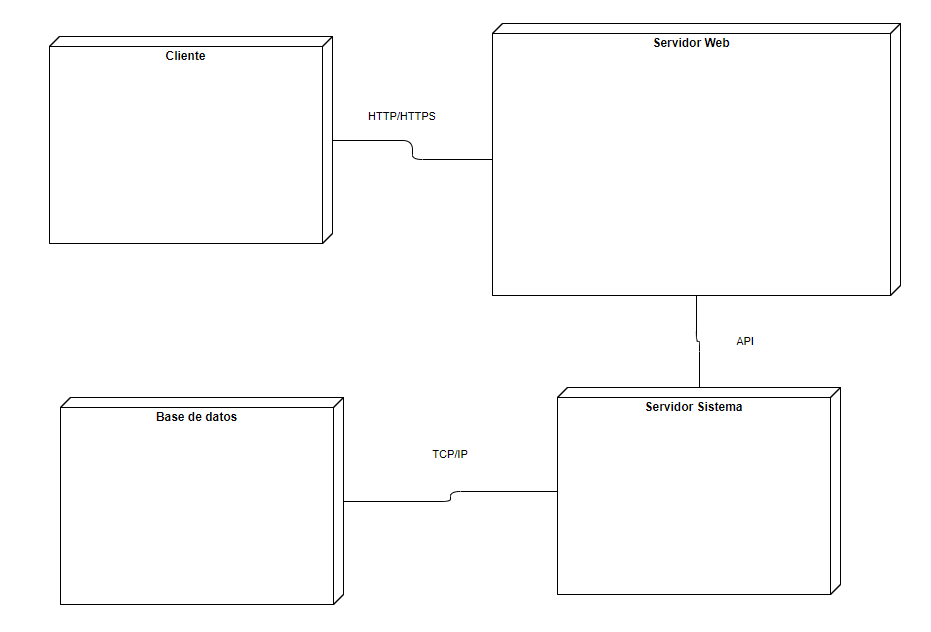 Cliente
Servidor Web
HTTP/HTTPS
API
Base de datos
Servidor Sistema
TCP/IP